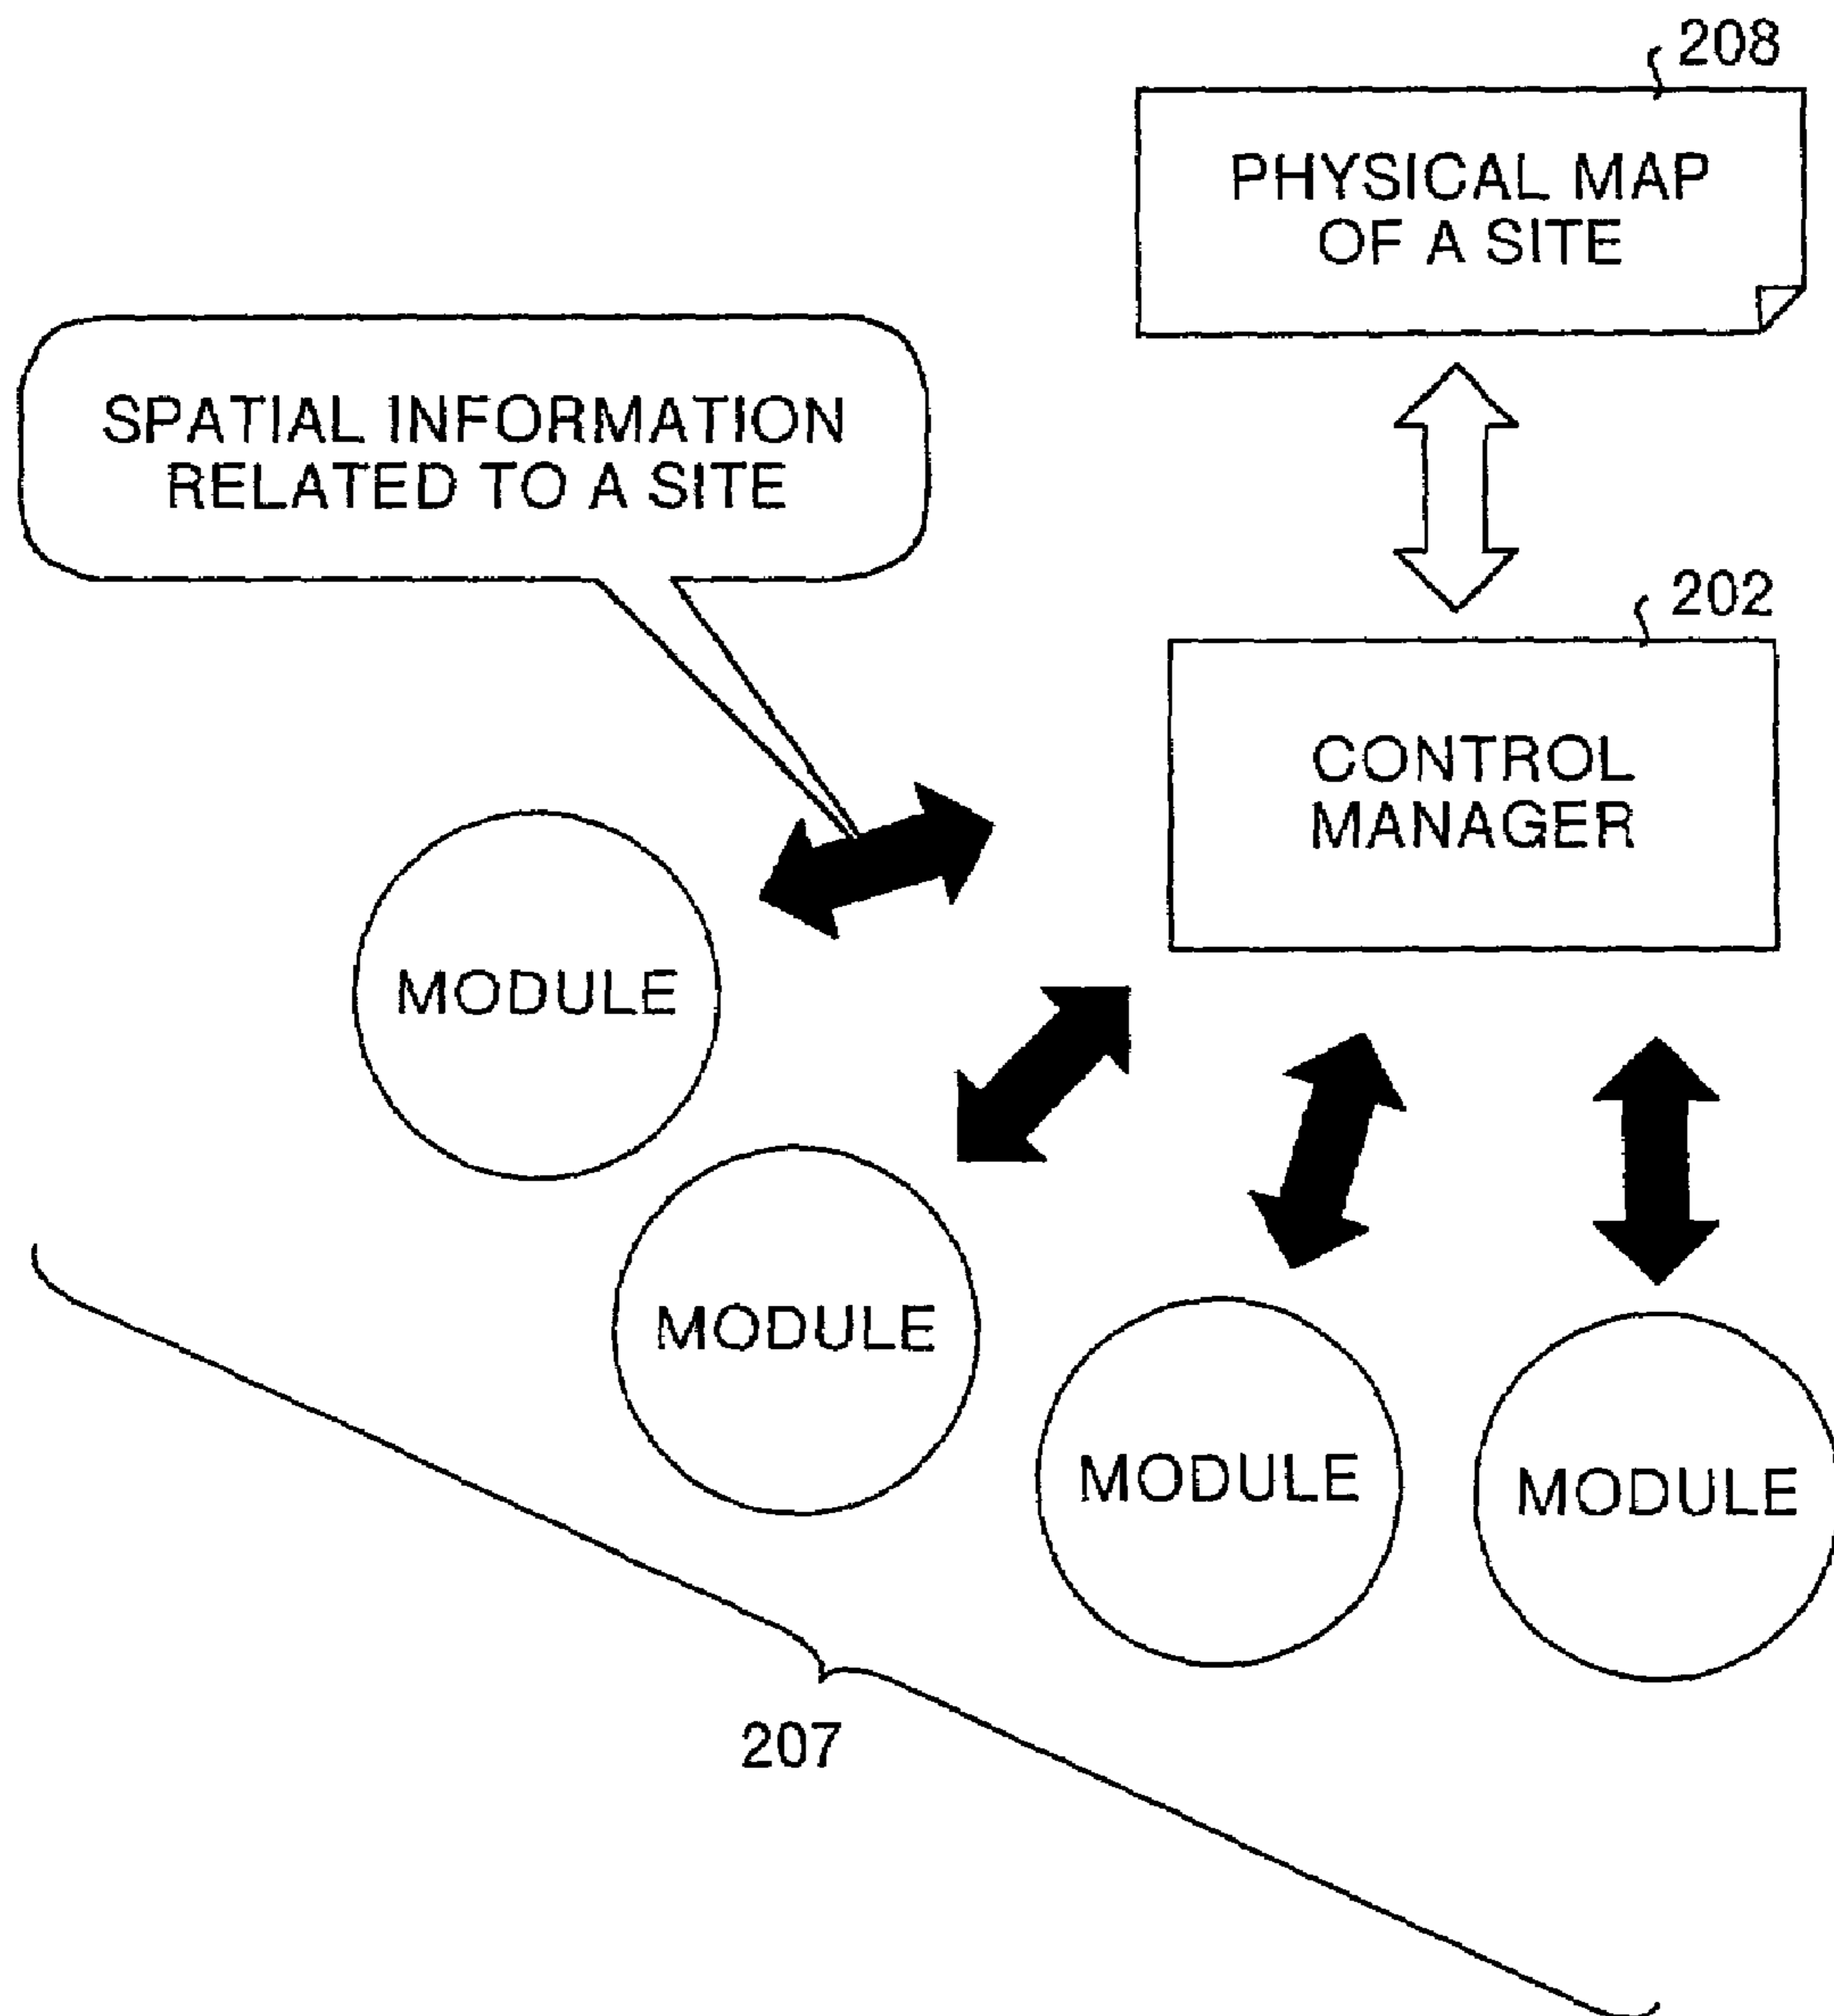 208
PHYSICAL MAP
OF A SITE
SPATIAL INFORMATION
RELATED TO A SITE
202
CONTROL
MANAGER
MODULE
MODULE
MODULE
MODULE
207